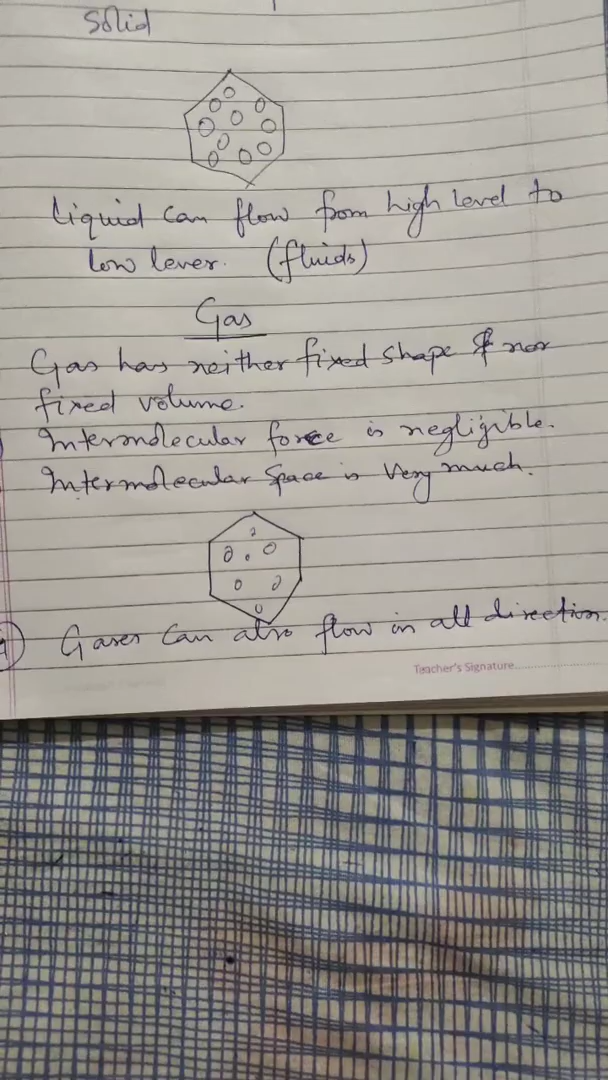 Solid
liquid can flow from high level to
low lever. (fluids)
Gas
Gas has neither fixed shape & nor
fixed volume.
Intermolecular force is negligible.
Intermolecular space is very much.
Gases can also flow in all direction.
Teacher's Signature